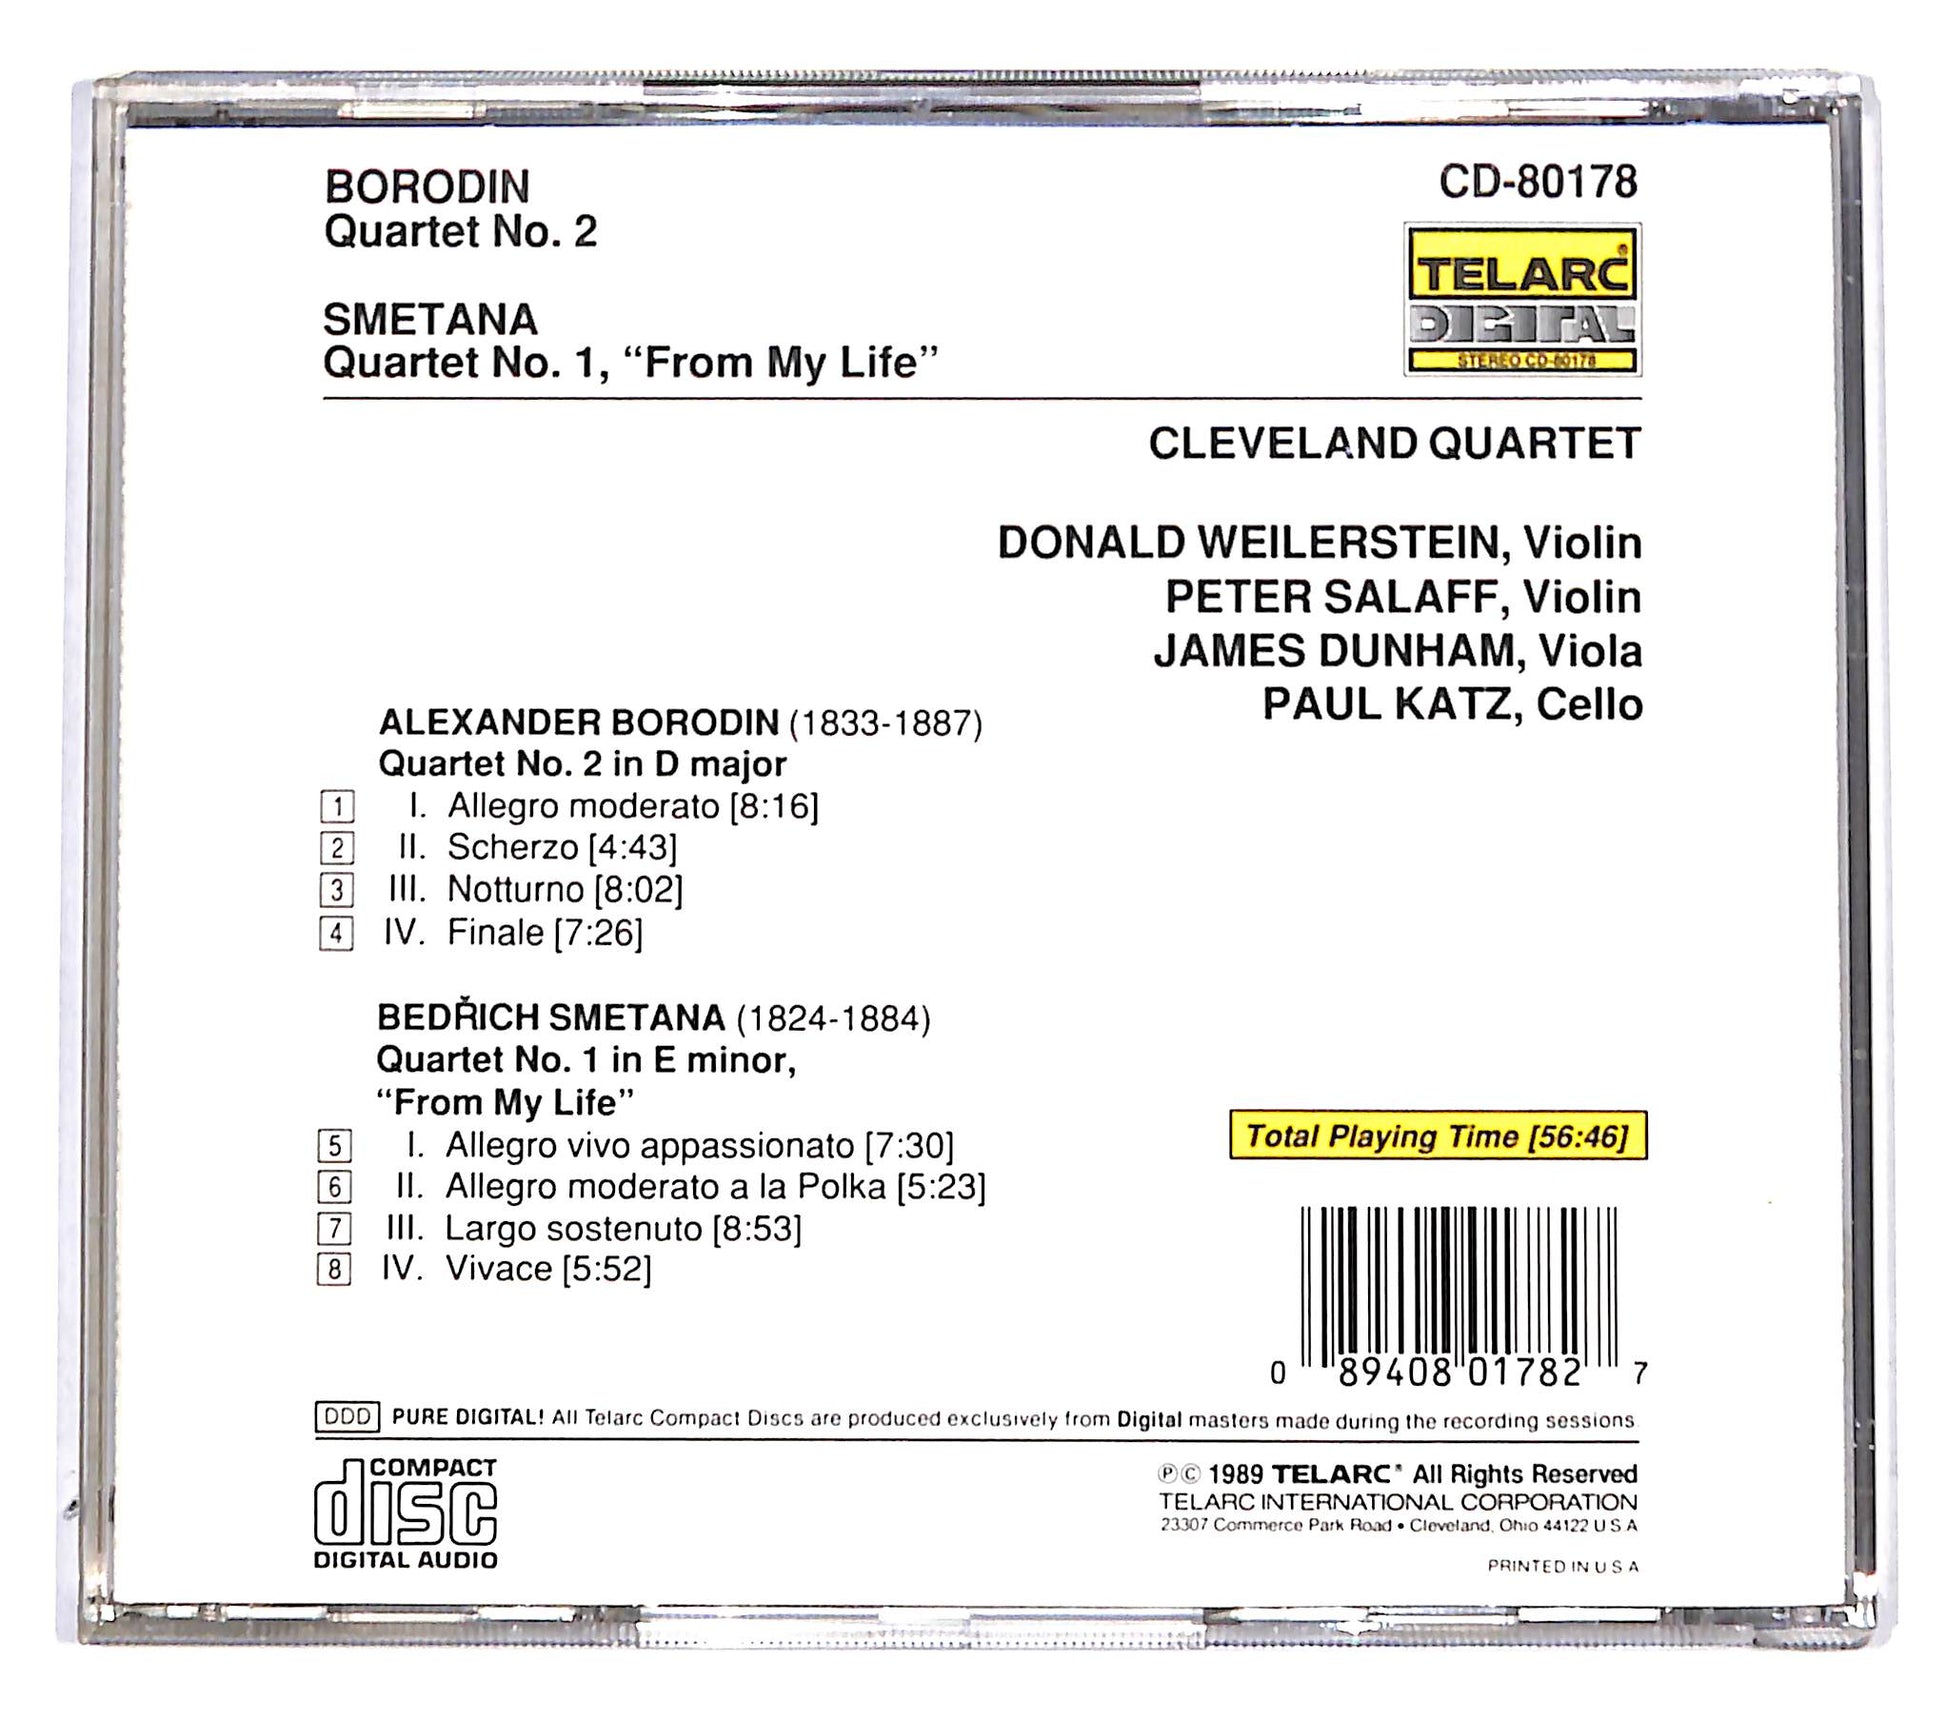 BORODIN
Quartet No. 2
SMETANA
Quartet No. 1, “From My Life”
CD-80178
TELARC®
DIGITAL
STEREO CD-80178
CLEVELAND QUARTET
DONALD WEILERSTEIN, Violin
PETER SALAFF, Violin
JAMES DUNHAM, Viola
PAUL KATZ, Cello
ALEXANDER BORODIN (1833-1887)
Quartet No. 2 in D major
1 I. Allegro moderato [8:16]
2 II. Scherzo [4:43]
3 III. Notturno [8:02]
4 IV. Finale [7:26]
BEDŘICH SMETANA (1824-1884)
Quartet No. 1 in E minor,
“From My Life”
5 I. Allegro vivo appassionato [7:30]
6 II. Allegro moderato a la Polka [5:23]
7 III. Largo sostenuto [8:53]
8 IV. Vivace [5:52]
Total Playing Time [56:46]
0 89408 01782 7
DDD PURE DIGITAL! All Telarc Compact Discs are produced exclusively from Digital masters made during the recording sessions
COMPACT
disc
DIGITAL AUDIO
℗© 1989 TELARC® All Rights Reserved
TELARC INTERNATIONAL CORPORATION
23307 Commerce Park Road • Cleveland, Ohio 44122 U S A
PRINTED IN U S A